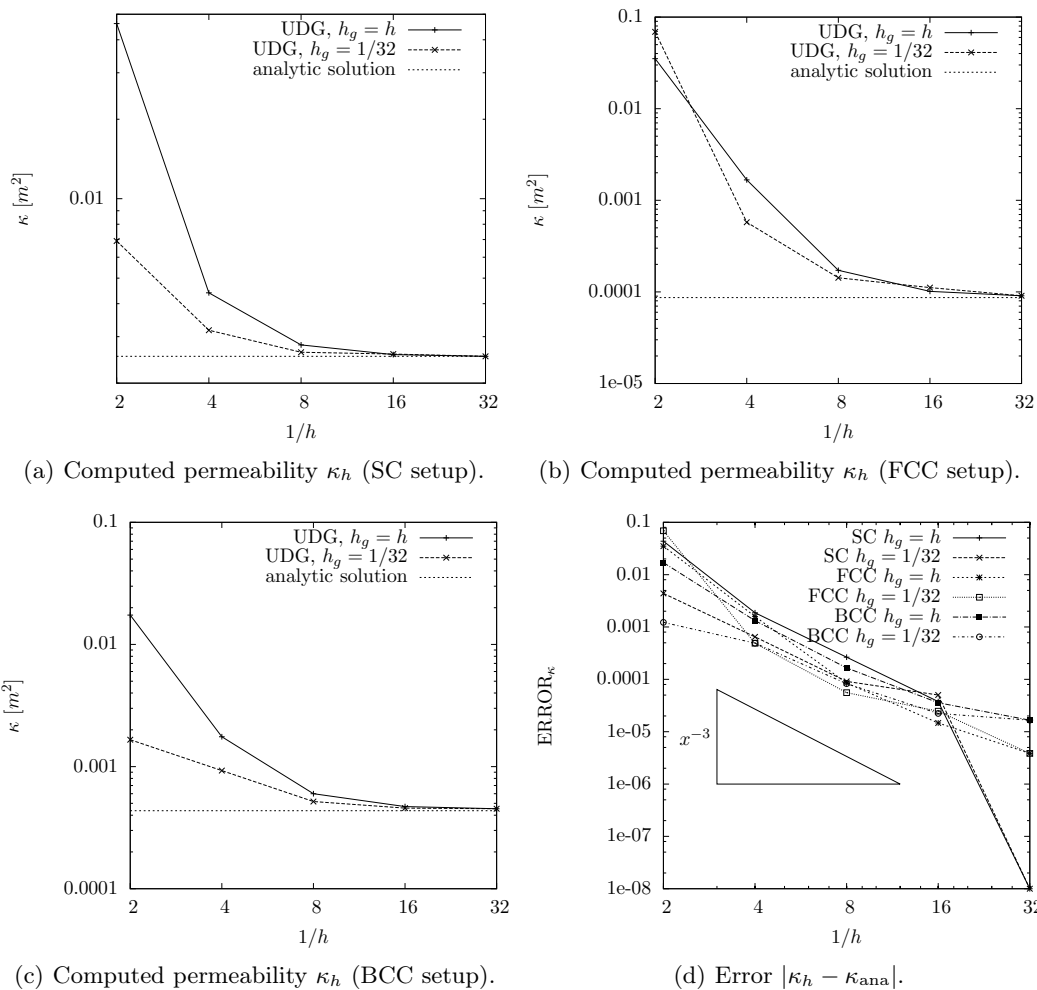 UDG, h_g = h
UDG, h_g = 1/32
analytic solution
0.01
κ [m^2]
2 4 8 16 32
1/h
(a) Computed permeability κ_h (SC setup).
0.1
0.01
0.001
0.0001
1e-05
κ [m^2]
UDG, h_g = h
UDG, h_g = 1/32
analytic solution
2 4 8 16 32
1/h
(b) Computed permeability κ_h (FCC setup).
0.1
0.01
0.001
0.0001
κ [m^2]
UDG, h_g = h
UDG, h_g = 1/32
analytic solution
2 4 8 16 32
1/h
(c) Computed permeability κ_h (BCC setup).
0.1
0.01
0.001
0.0001
1e-05
1e-06
1e-07
1e-08
ERROR_κ
SC h_g = h
SC h_g = 1/32
FCC h_g = h
FCC h_g = 1/32
BCC h_g = h
BCC h_g = 1/32
x^{-3}
2 4 8 16 32
1/h
(d) Error |κ_h − κ_ana|.